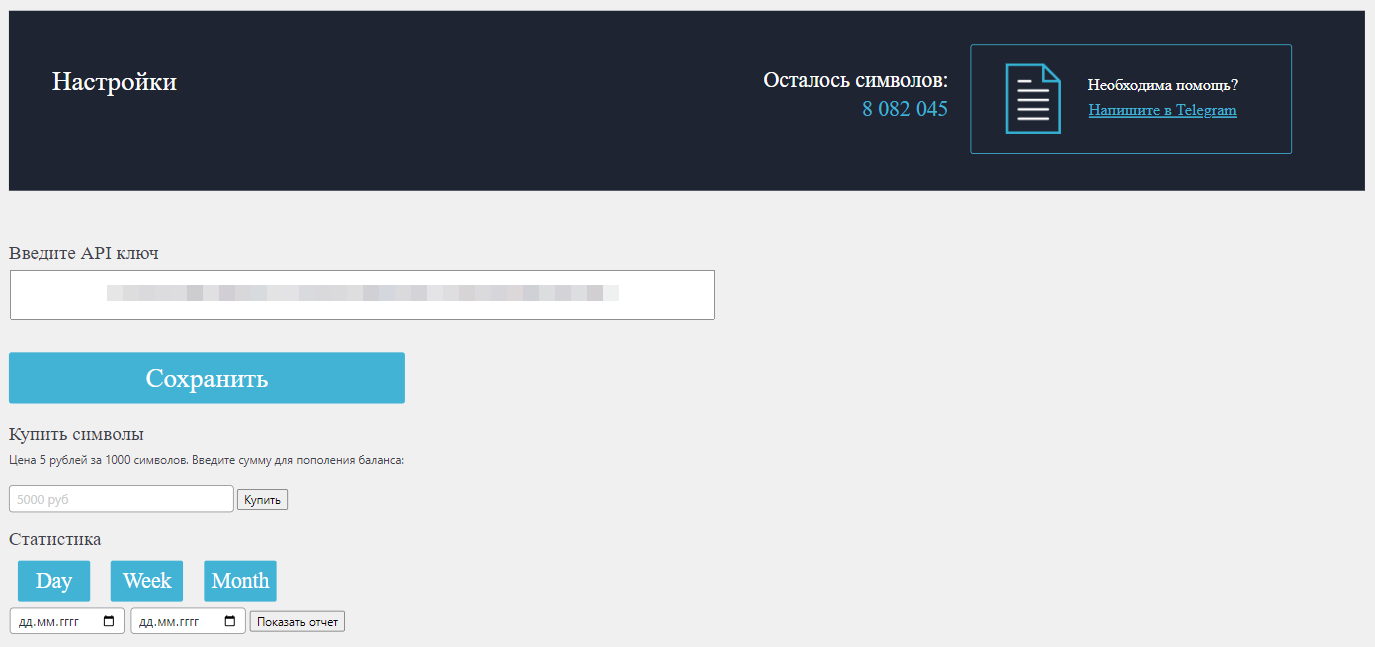 Настройки
Осталось символов:
8 082 045
Необходима помощь?
Напишите в Telegram
Введите API ключ
Сохранить
Купить символы
Цена 5 рублей за 1000 символов. Введите сумму для пополения баланса:
5000 руб Купить
Статистика
Day Week Month
дд.мм.гггг дд.мм.гггг Показать отчет